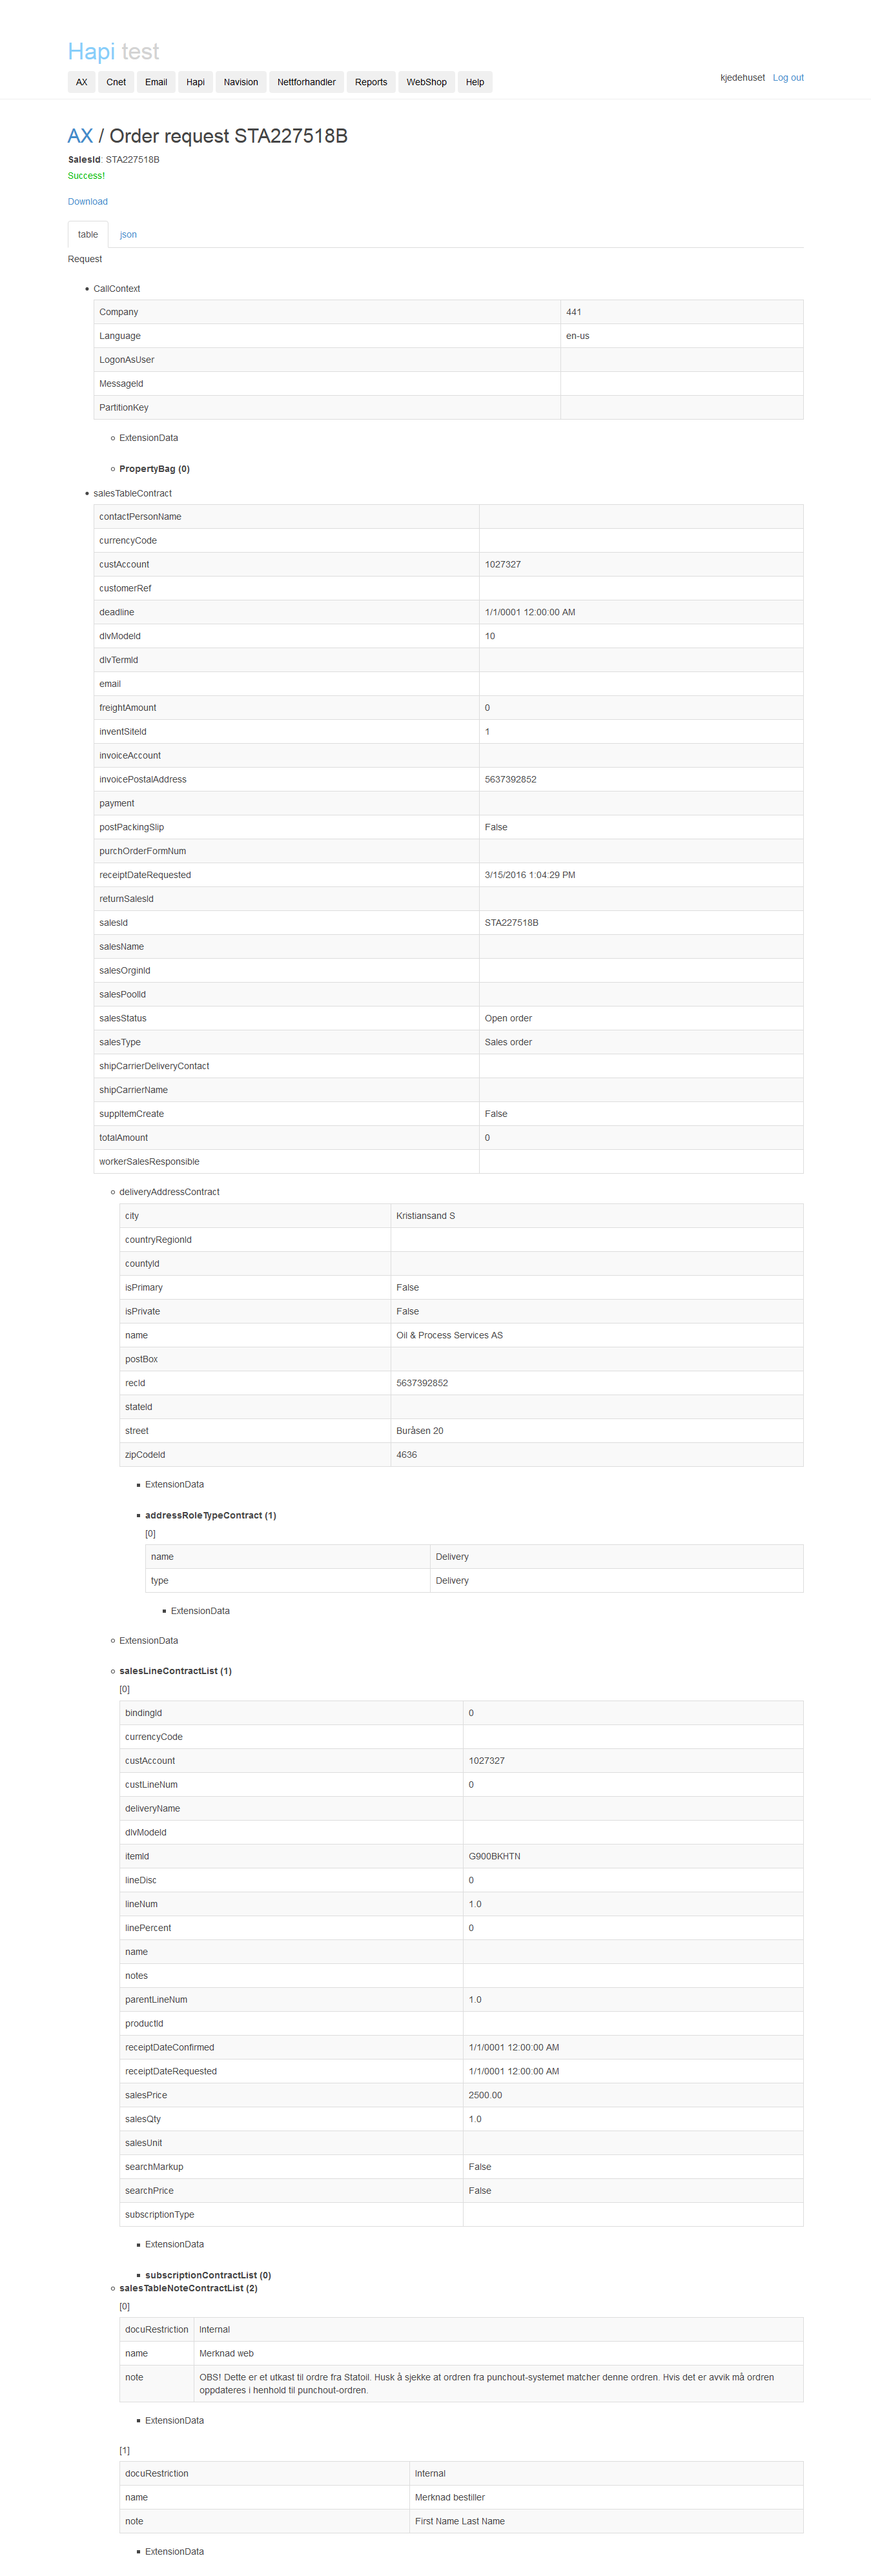 Hapi test
AX Cnet Email Hapi Navision Nettforhandler Reports WebShop Help kjedehuset Log out
AX / Order request STA227518B
SalesId: STA227518B
Success!
Download
table json
Request
CallContext
Company 441
Language en-us
LogonAsUser
MessageId
PartitionKey
ExtensionData
PropertyBag (0)
salesTableContract
contactPersonName
currencyCode
custAccount 1027327
customerRef
deadline 1/1/0001 12:00:00 AM
dlvModeId 10
dlvTermId
email
freightAmount 0
inventSiteId 1
invoiceAccount
invoicePostalAddress 5637392852
payment
postPackingSlip False
purchOrderFormNum
receiptDateRequested 3/15/2016 1:04:29 PM
returnSalesId
salesId STA227518B
salesName
salesOrginId
salesPoolId
salesStatus Open order
salesType Sales order
shipCarrierDeliveryContact
shipCarrierName
suppItemCreate False
totalAmount 0
workerSalesResponsible
deliveryAddressContract
city Kristiansand S
countryRegionId
countyId
isPrimary False
isPrivate False
name Oil & Process Services AS
postBox
recId 5637392852
stateId
street Buråsen 20
zipCodeId 4636
ExtensionData
addressRoleTypeContract (1)
[0]
name Delivery
type Delivery
ExtensionData
ExtensionData
salesLineContractList (1)
[0]
bindingId 0
currencyCode
custAccount 1027327
custLineNum 0
deliveryName
dlvModeId
itemId G900BKHTN
lineDisc 0
lineNum 1.0
linePercent 0
name
notes
parentLineNum 1.0
productId
receiptDateConfirmed 1/1/0001 12:00:00 AM
receiptDateRequested 1/1/0001 12:00:00 AM
salesPrice 2500.00
salesQty 1.0
salesUnit
searchMarkup False
searchPrice False
subscriptionType
ExtensionData
subscriptionContractList (0)
salesTableNoteContractList (2)
[0]
docuRestriction Internal
name Merknad web
note OBS! Dette er et utkast til ordre fra Statoil. Husk å sjekke at ordren fra punchout-systemet matcher denne ordren. Hvis det er avvik må ordren
oppdateres i henhold til punchout-ordren.
ExtensionData
[1]
docuRestriction Internal
name Merknad bestiller
note First Name Last Name
ExtensionData